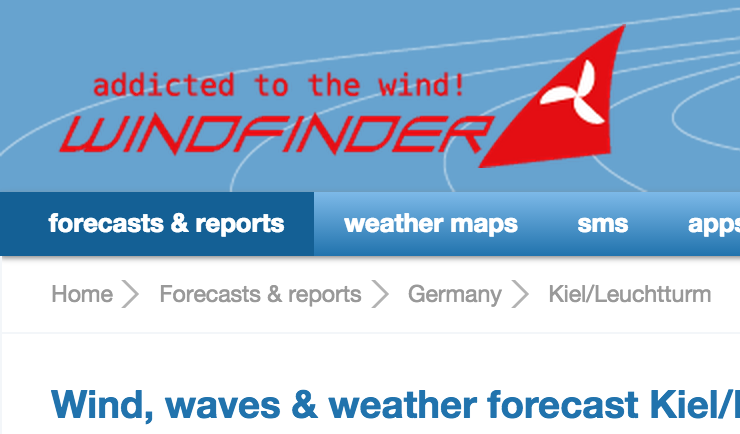 addicted to the wind!
WINDFINDER
forecasts & reports weather maps sms apps
Home Forecasts & reports Germany Kiel/Leuchtturm
Wind, waves & weather forecast Kiel/